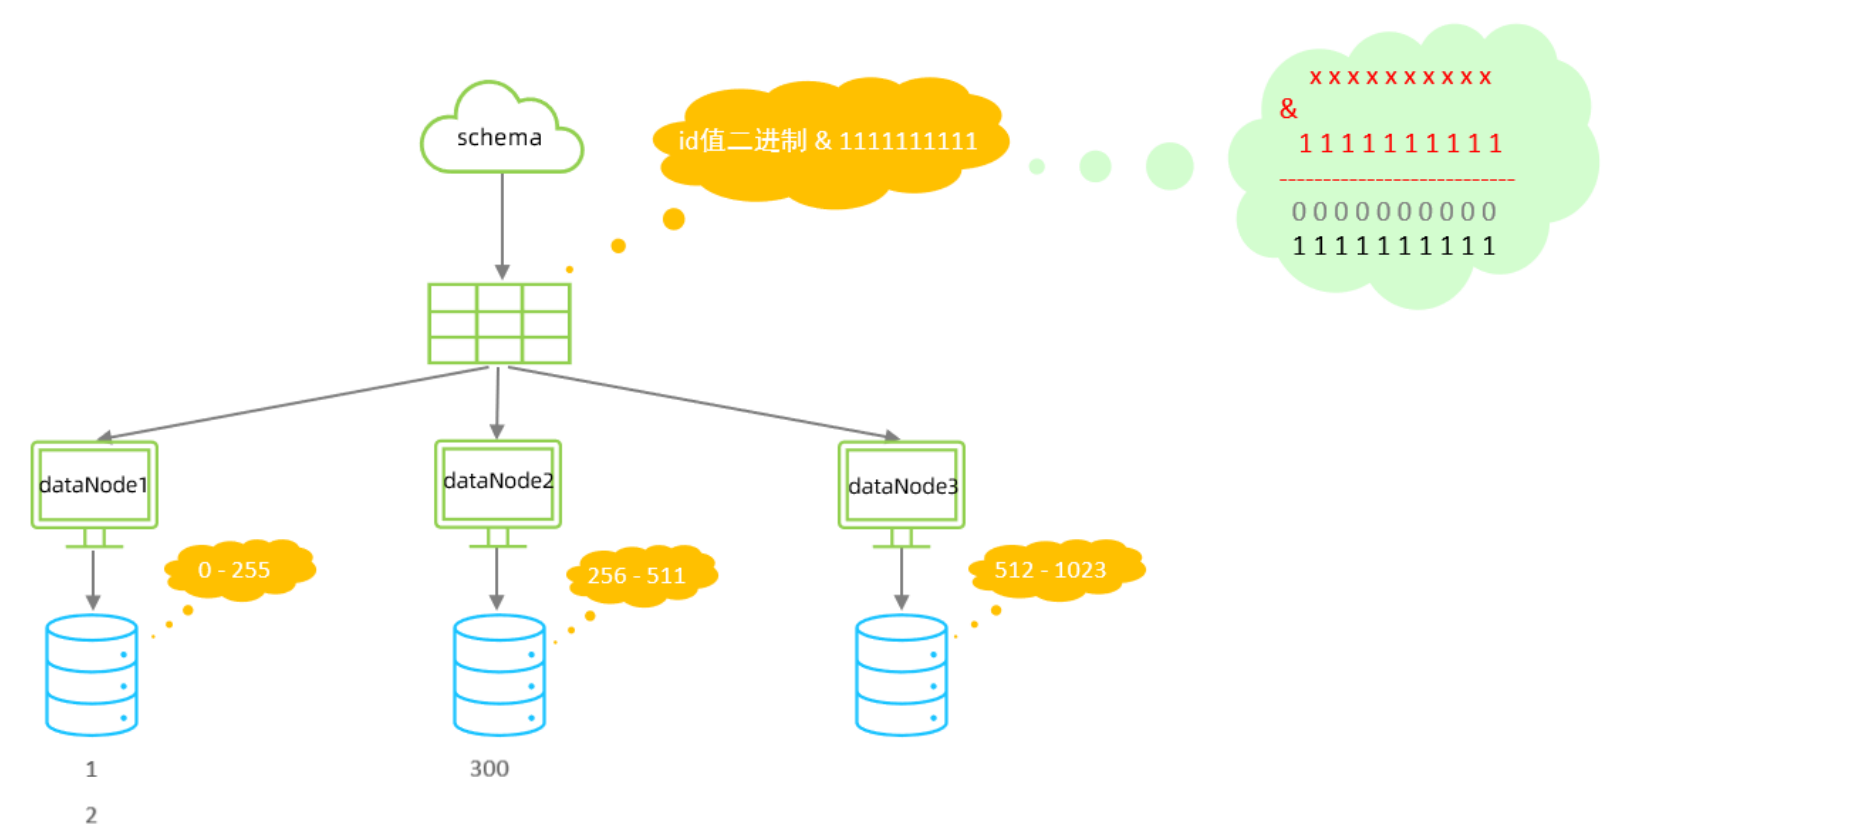 schema
id值二进制 & 1111111111
x x x x x x x x x x
&
1 1 1 1 1 1 1 1 1 1
---------------------------
0 0 0 0 0 0 0 0 0 0
1 1 1 1 1 1 1 1 1 1
dataNode1
dataNode2
dataNode3
0 - 255
256 - 511
512 - 1023
1
300
2